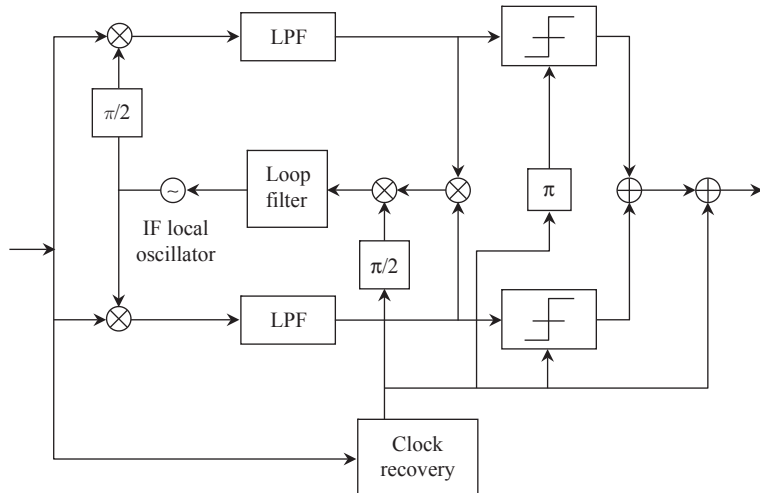 LPF
π/2
Loop
filter
π
~
IF local
oscillator
π/2
LPF
Clock
recovery